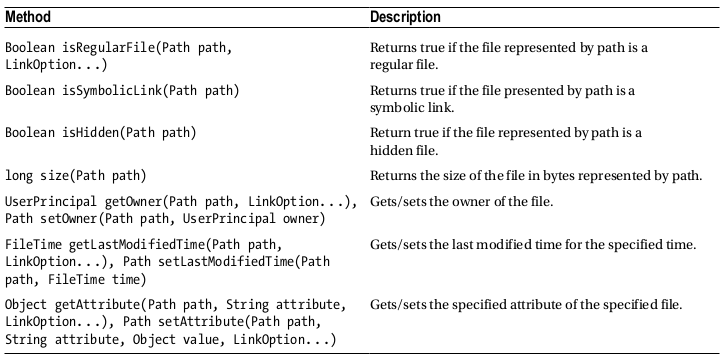 Method Description
Boolean isRegularFile(Path path, Returns true if the file represented by path is a
LinkOption...) regular file.
Boolean isSymbolicLink(Path path) Returns true if the file presented by path is a
symbolic link.
Boolean isHidden(Path path) Return true if the file represented by path is a
hidden file.
long size(Path path) Returns the size of the file in bytes represented by path.
UserPrincipal getOwner(Path path, LinkOption...), Gets/sets the owner of the file.
Path setOwner(Path path, UserPrincipal owner)
FileTime getLastModifiedTime(Path path, Gets/sets the last modified time for the specified time.
LinkOption...), Path setLastModifiedTime(Path
path, FileTime time)
Object getAttribute(Path path, String attribute, Gets/sets the specified attribute of the specified file.
LinkOption...), Path setAttribute(Path path,
String attribute, Object value, LinkOption...)